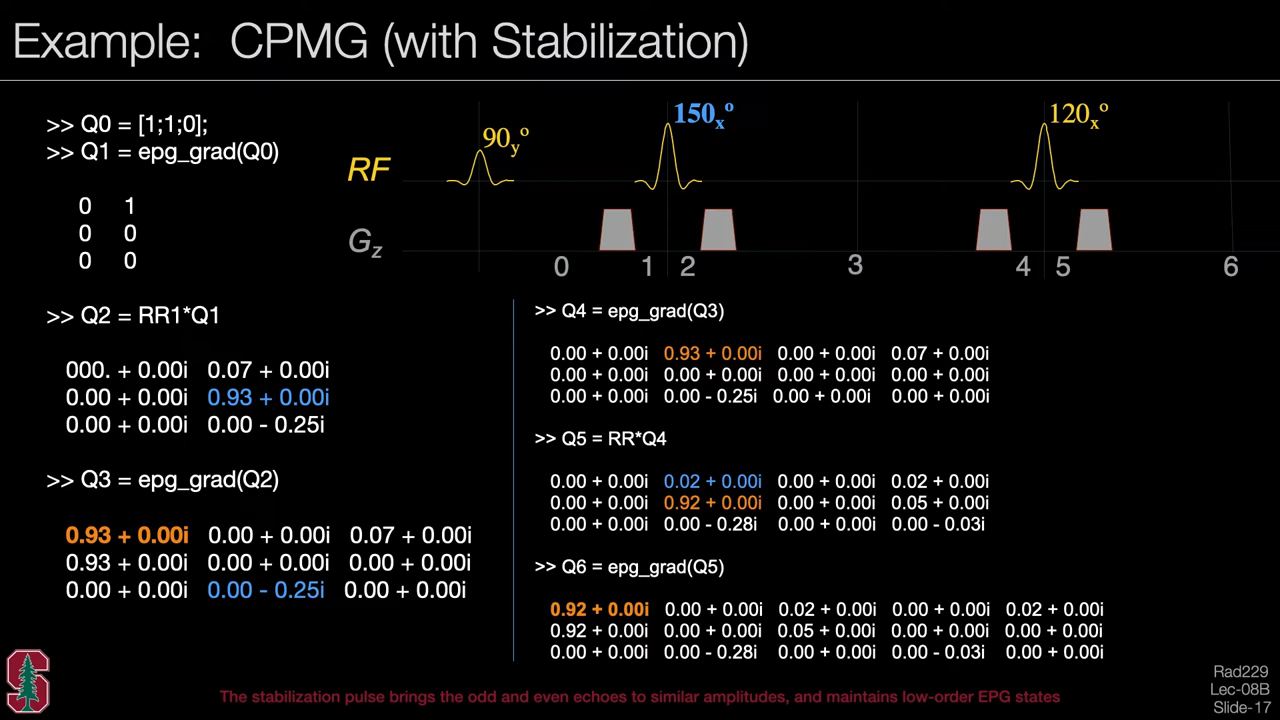 Example: CPMG (with Stabilization)
>> Q0 = [1;1;0];
>> Q1 = epg_grad(Q0)
0 1
0 0
0 0
>> Q2 = RR1*Q1
000. + 0.00i 0.07 + 0.00i
0.00 + 0.00i 0.93 + 0.00i
0.00 + 0.00i 0.00 - 0.25i
>> Q3 = epg_grad(Q2)
0.93 + 0.00i 0.00 + 0.00i 0.07 + 0.00i
0.93 + 0.00i 0.00 + 0.00i 0.00 + 0.00i
0.00 + 0.00i 0.00 - 0.25i 0.00 + 0.00i
90yº
150xº
120xº
RF
Gz
0 1 2 3 4 5 6
>> Q4 = epg_grad(Q3)
0.00 + 0.00i 0.93 + 0.00i 0.00 + 0.00i 0.07 + 0.00i
0.00 + 0.00i 0.00 + 0.00i 0.00 + 0.00i 0.00 + 0.00i
0.00 + 0.00i 0.00 - 0.25i 0.00 + 0.00i 0.00 + 0.00i
>> Q5 = RR*Q4
0.00 + 0.00i 0.02 + 0.00i 0.00 + 0.00i 0.02 + 0.00i
0.00 + 0.00i 0.92 + 0.00i 0.00 + 0.00i 0.05 + 0.00i
0.00 + 0.00i 0.00 - 0.28i 0.00 + 0.00i 0.00 - 0.03i
>> Q6 = epg_grad(Q5)
0.92 + 0.00i 0.00 + 0.00i 0.02 + 0.00i 0.00 + 0.00i 0.02 + 0.00i
0.92 + 0.00i 0.00 + 0.00i 0.05 + 0.00i 0.00 + 0.00i 0.00 + 0.00i
0.00 + 0.00i 0.00 - 0.28i 0.00 + 0.00i 0.00 - 0.03i 0.00 + 0.00i
The stabilization pulse brings the odd and even echoes to similar amplitudes, and maintains low-order EPG states
Rad229
Lec-08B
Slide-17